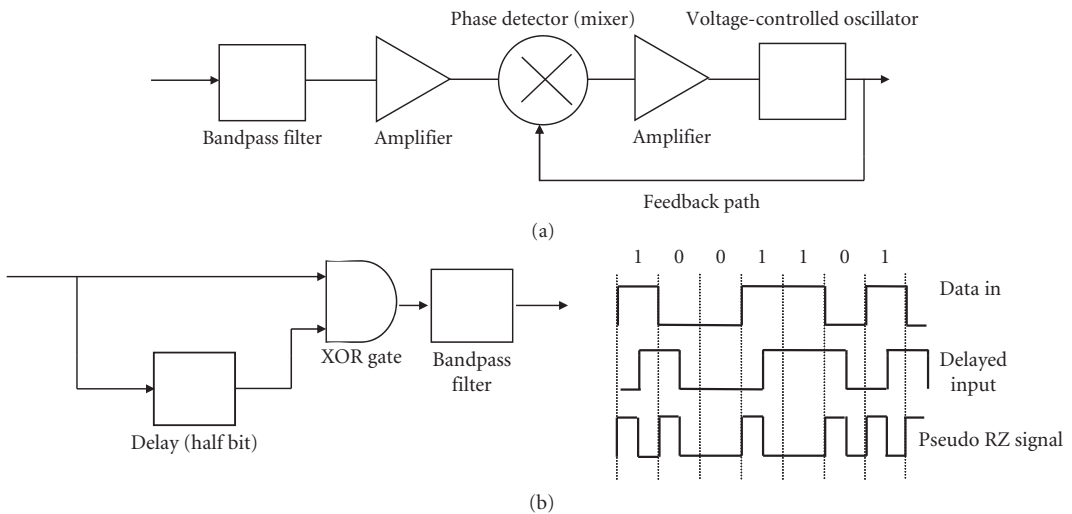 Phase detector (mixer)
Voltage-controlled oscillator
Bandpass filter
Amplifier
Amplifier
Feedback path
(a)
1 0 0 1 1 0 1
Data in
XOR gate
Bandpass
filter
Delayed
input
Delay (half bit)
Pseudo RZ signal
(b)